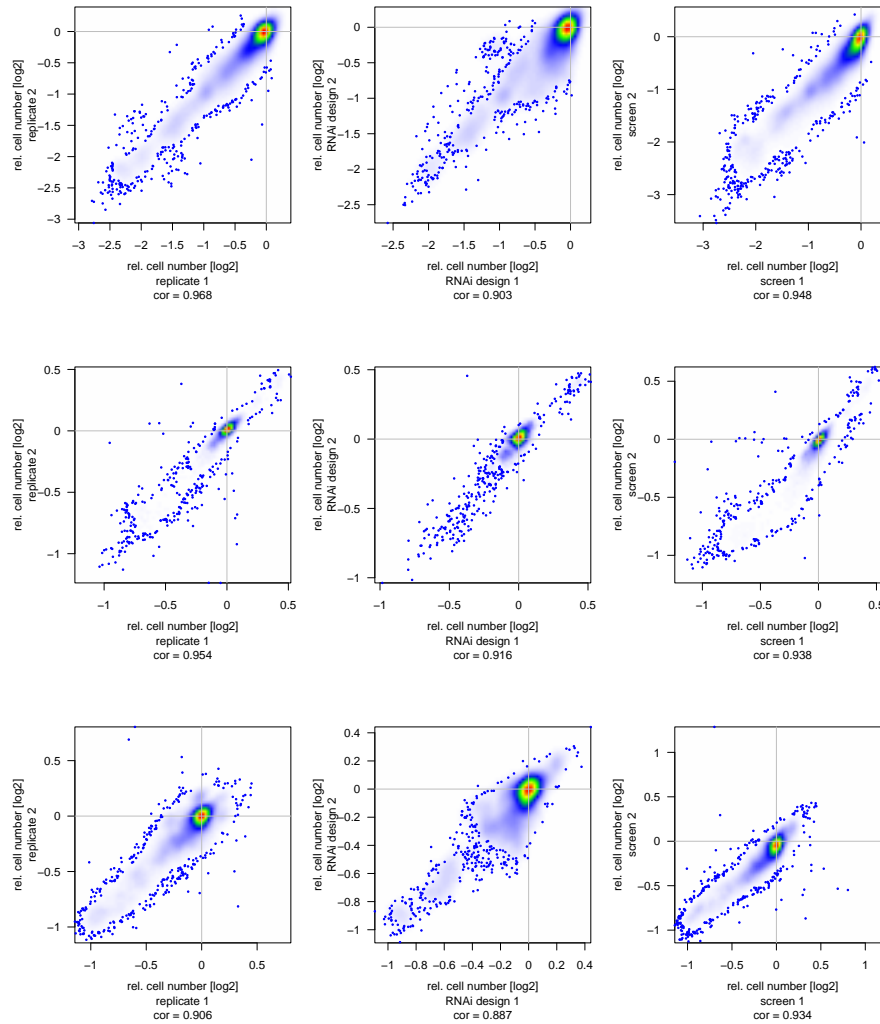 0
−0.5
−1
−1.5
−2
−2.5
−3
rel. cell number [log2]
replicate 2
−3 −2.5 −2 −1.5 −1 −0.5 0
rel. cell number [log2]
replicate 1
cor = 0.968
0
−0.5
−1
−1.5
−2
−2.5
rel. cell number [log2]
RNAi design 2
−2.5 −2 −1.5 −1 −0.5 0
rel. cell number [log2]
RNAi design 1
cor = 0.903
0
−1
−2
−3
rel. cell number [log2]
screen 2
−3 −2 −1 0
rel. cell number [log2]
screen 1
cor = 0.948
0.5
0
−0.5
−1
rel. cell number [log2]
replicate 2
−1 −0.5 0 0.5
rel. cell number [log2]
replicate 1
cor = 0.954
0.5
0
−0.5
−1
rel. cell number [log2]
RNAi design 2
−1 −0.5 0 0.5
rel. cell number [log2]
RNAi design 1
cor = 0.916
0.5
0
−0.5
−1
rel. cell number [log2]
screen 2
−1 −0.5 0 0.5
rel. cell number [log2]
screen 1
cor = 0.938
0.5
0
−0.5
−1
rel. cell number [log2]
replicate 2
−1 −0.5 0 0.5
rel. cell number [log2]
replicate 1
cor = 0.906
0.4
0.2
0
−0.2
−0.4
−0.6
−0.8
−1
rel. cell number [log2]
RNAi design 2
−1 −0.8 −0.6 −0.4 −0.2 0 0.2 0.4
rel. cell number [log2]
RNAi design 1
cor = 0.887
1
0.5
0
−0.5
−1
rel. cell number [log2]
screen 2
−1 −0.5 0 0.5 1
rel. cell number [log2]
screen 1
cor = 0.934